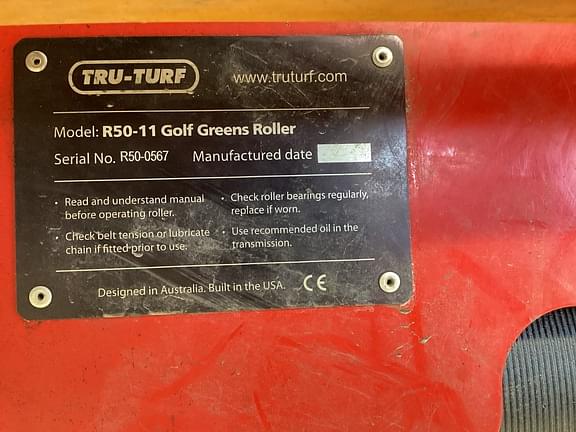 TRU-TURF
www.truturf.com
Model: R50-11 Golf Greens Roller
Serial No. R50-0567 Manufactured date
• Read and understand manual
before operating roller.
• Check belt tension or lubricate
chain if fitted prior to use.
• Check roller bearings regularly,
replace if worn.
• Use recommended oil in the
transmission.
Designed in Australia. Built in the USA. CE